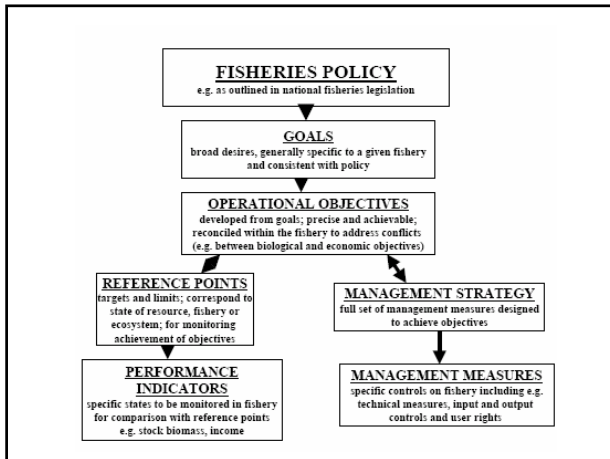 FISHERIES POLICY
e.g. as outlined in national fisheries legislation
GOALS
broad desires, generally specific to a given fishery
and consistent with policy
OPERATIONAL OBJECTIVES
developed from goals; precise and achievable;
reconciled within the fishery to address conflicts
(e.g. between biological and economic objectives)
REFERENCE POINTS
targets and limits; correspond to
state of resource, fishery or
ecosystem; for monitoring
achievement of objectives
MANAGEMENT STRATEGY
full set of management measures designed
to achieve objectives
PERFORMANCE
INDICATORS
specific states to be monitored in fishery
for comparison with reference points
e.g. stock biomass, income
MANAGEMENT MEASURES
specific controls on fishery including e.g.
technical measures, input and output
controls and user rights